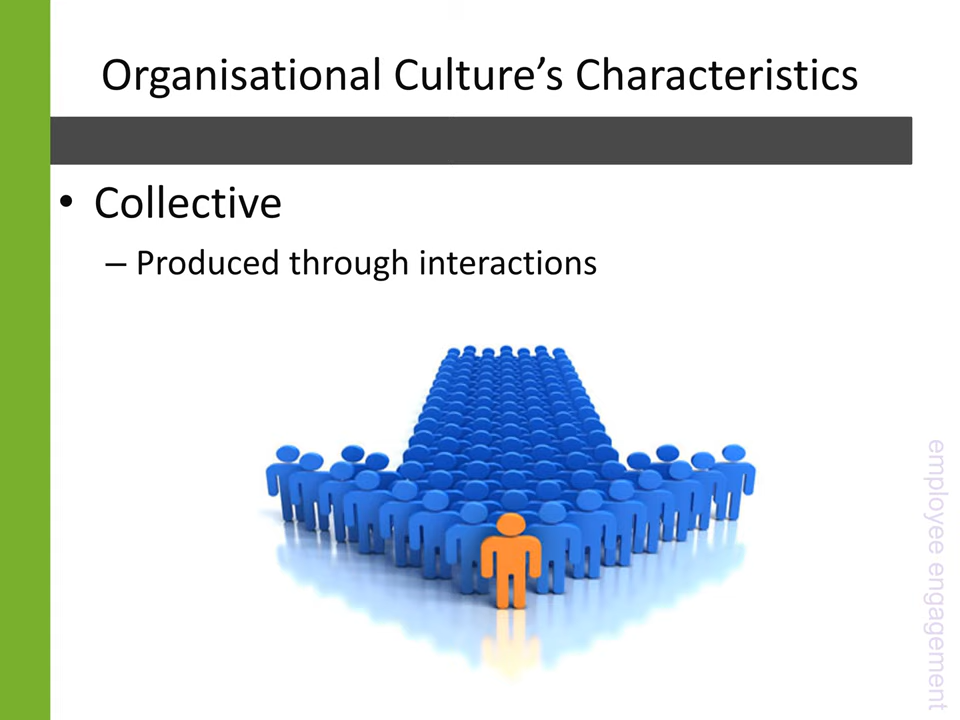 Organisational Culture’s Characteristics
• Collective
– Produced through interactions
employee engagement